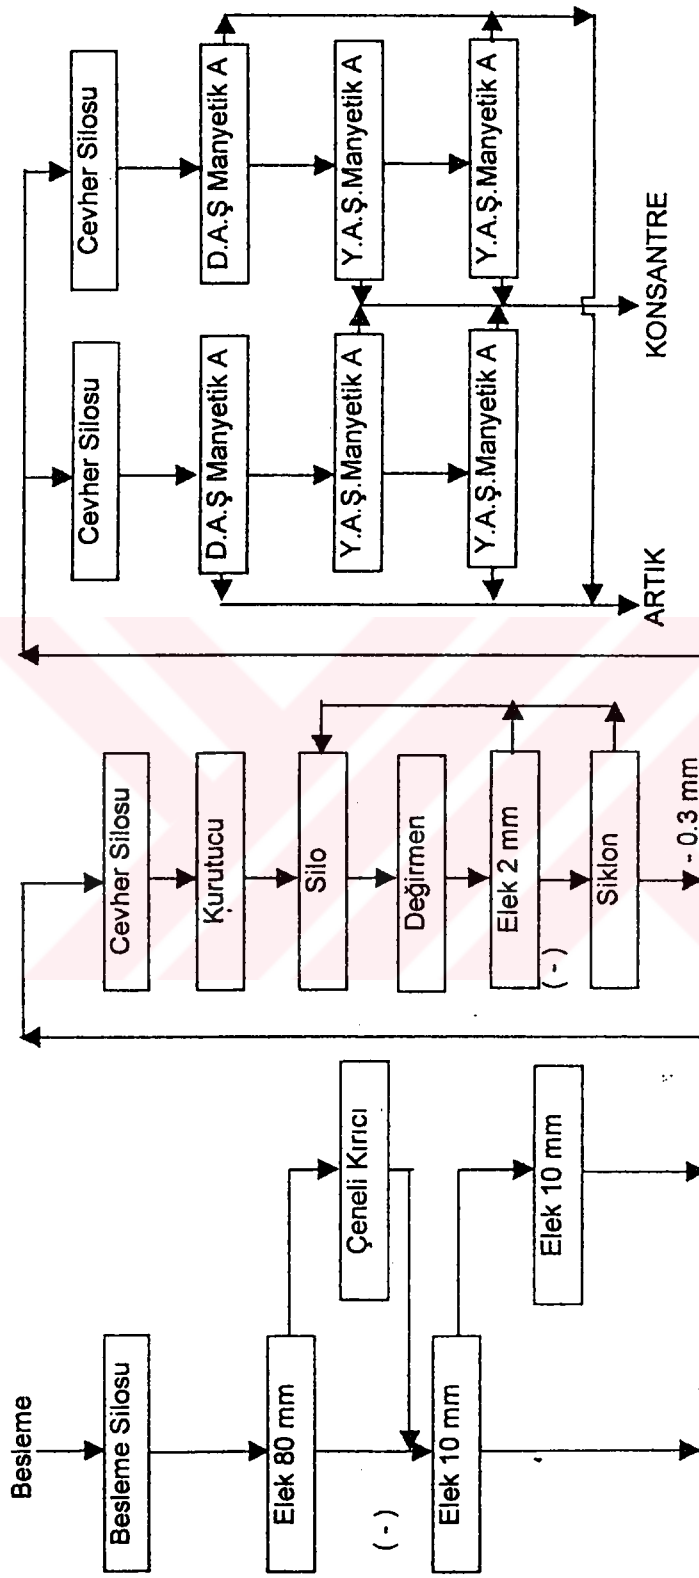 Besleme
Besleme Silosu
Elek 80 mm
Çeneli Kırıcı
( - )
Elek 10 mm
Elek 10 mm
Cevher Silosu
Kurutucu
Silo
Değirmen
Elek 2 mm
( - )
Siklon
- 0.3 mm
Cevher Silosu
D.A.Ş Manyetik A
Y.A.Ş.Manyetik A
Y.A.Ş.Manyetik A
Cevher Silosu
D.A.Ş Manyetik A
Y.A.Ş.Manyetik A
Y.A.Ş.Manyetik A
ARTIK
KONSANTRE